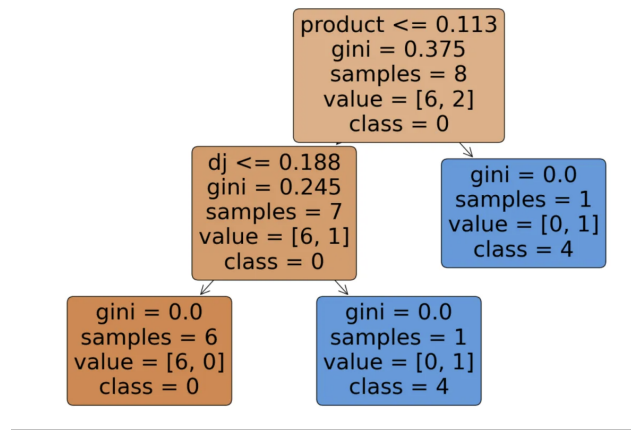 product <= 0.113
gini = 0.375
samples = 8
value = [6, 2]
class = 0
dj <= 0.188
gini = 0.245
samples = 7
value = [6, 1]
class = 0
gini = 0.0
samples = 1
value = [0, 1]
class = 4
gini = 0.0
samples = 6
value = [6, 0]
class = 0
gini = 0.0
samples = 1
value = [0, 1]
class = 4